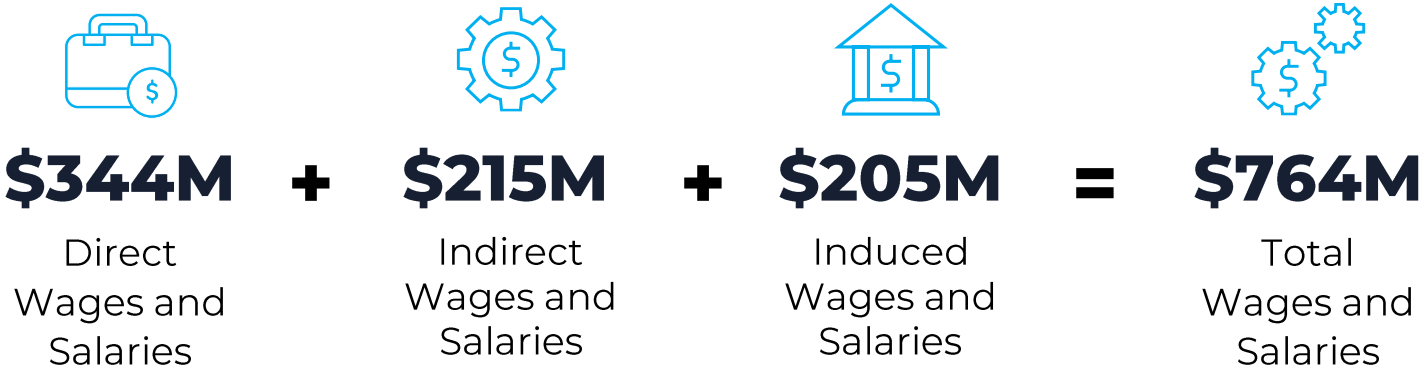 $ $ $ $
$344M + $215M + $205M = $764M
Direct
Wages and
Salaries
Indirect
Wages and
Salaries
Induced
Wages and
Salaries
Total
Wages and
Salaries